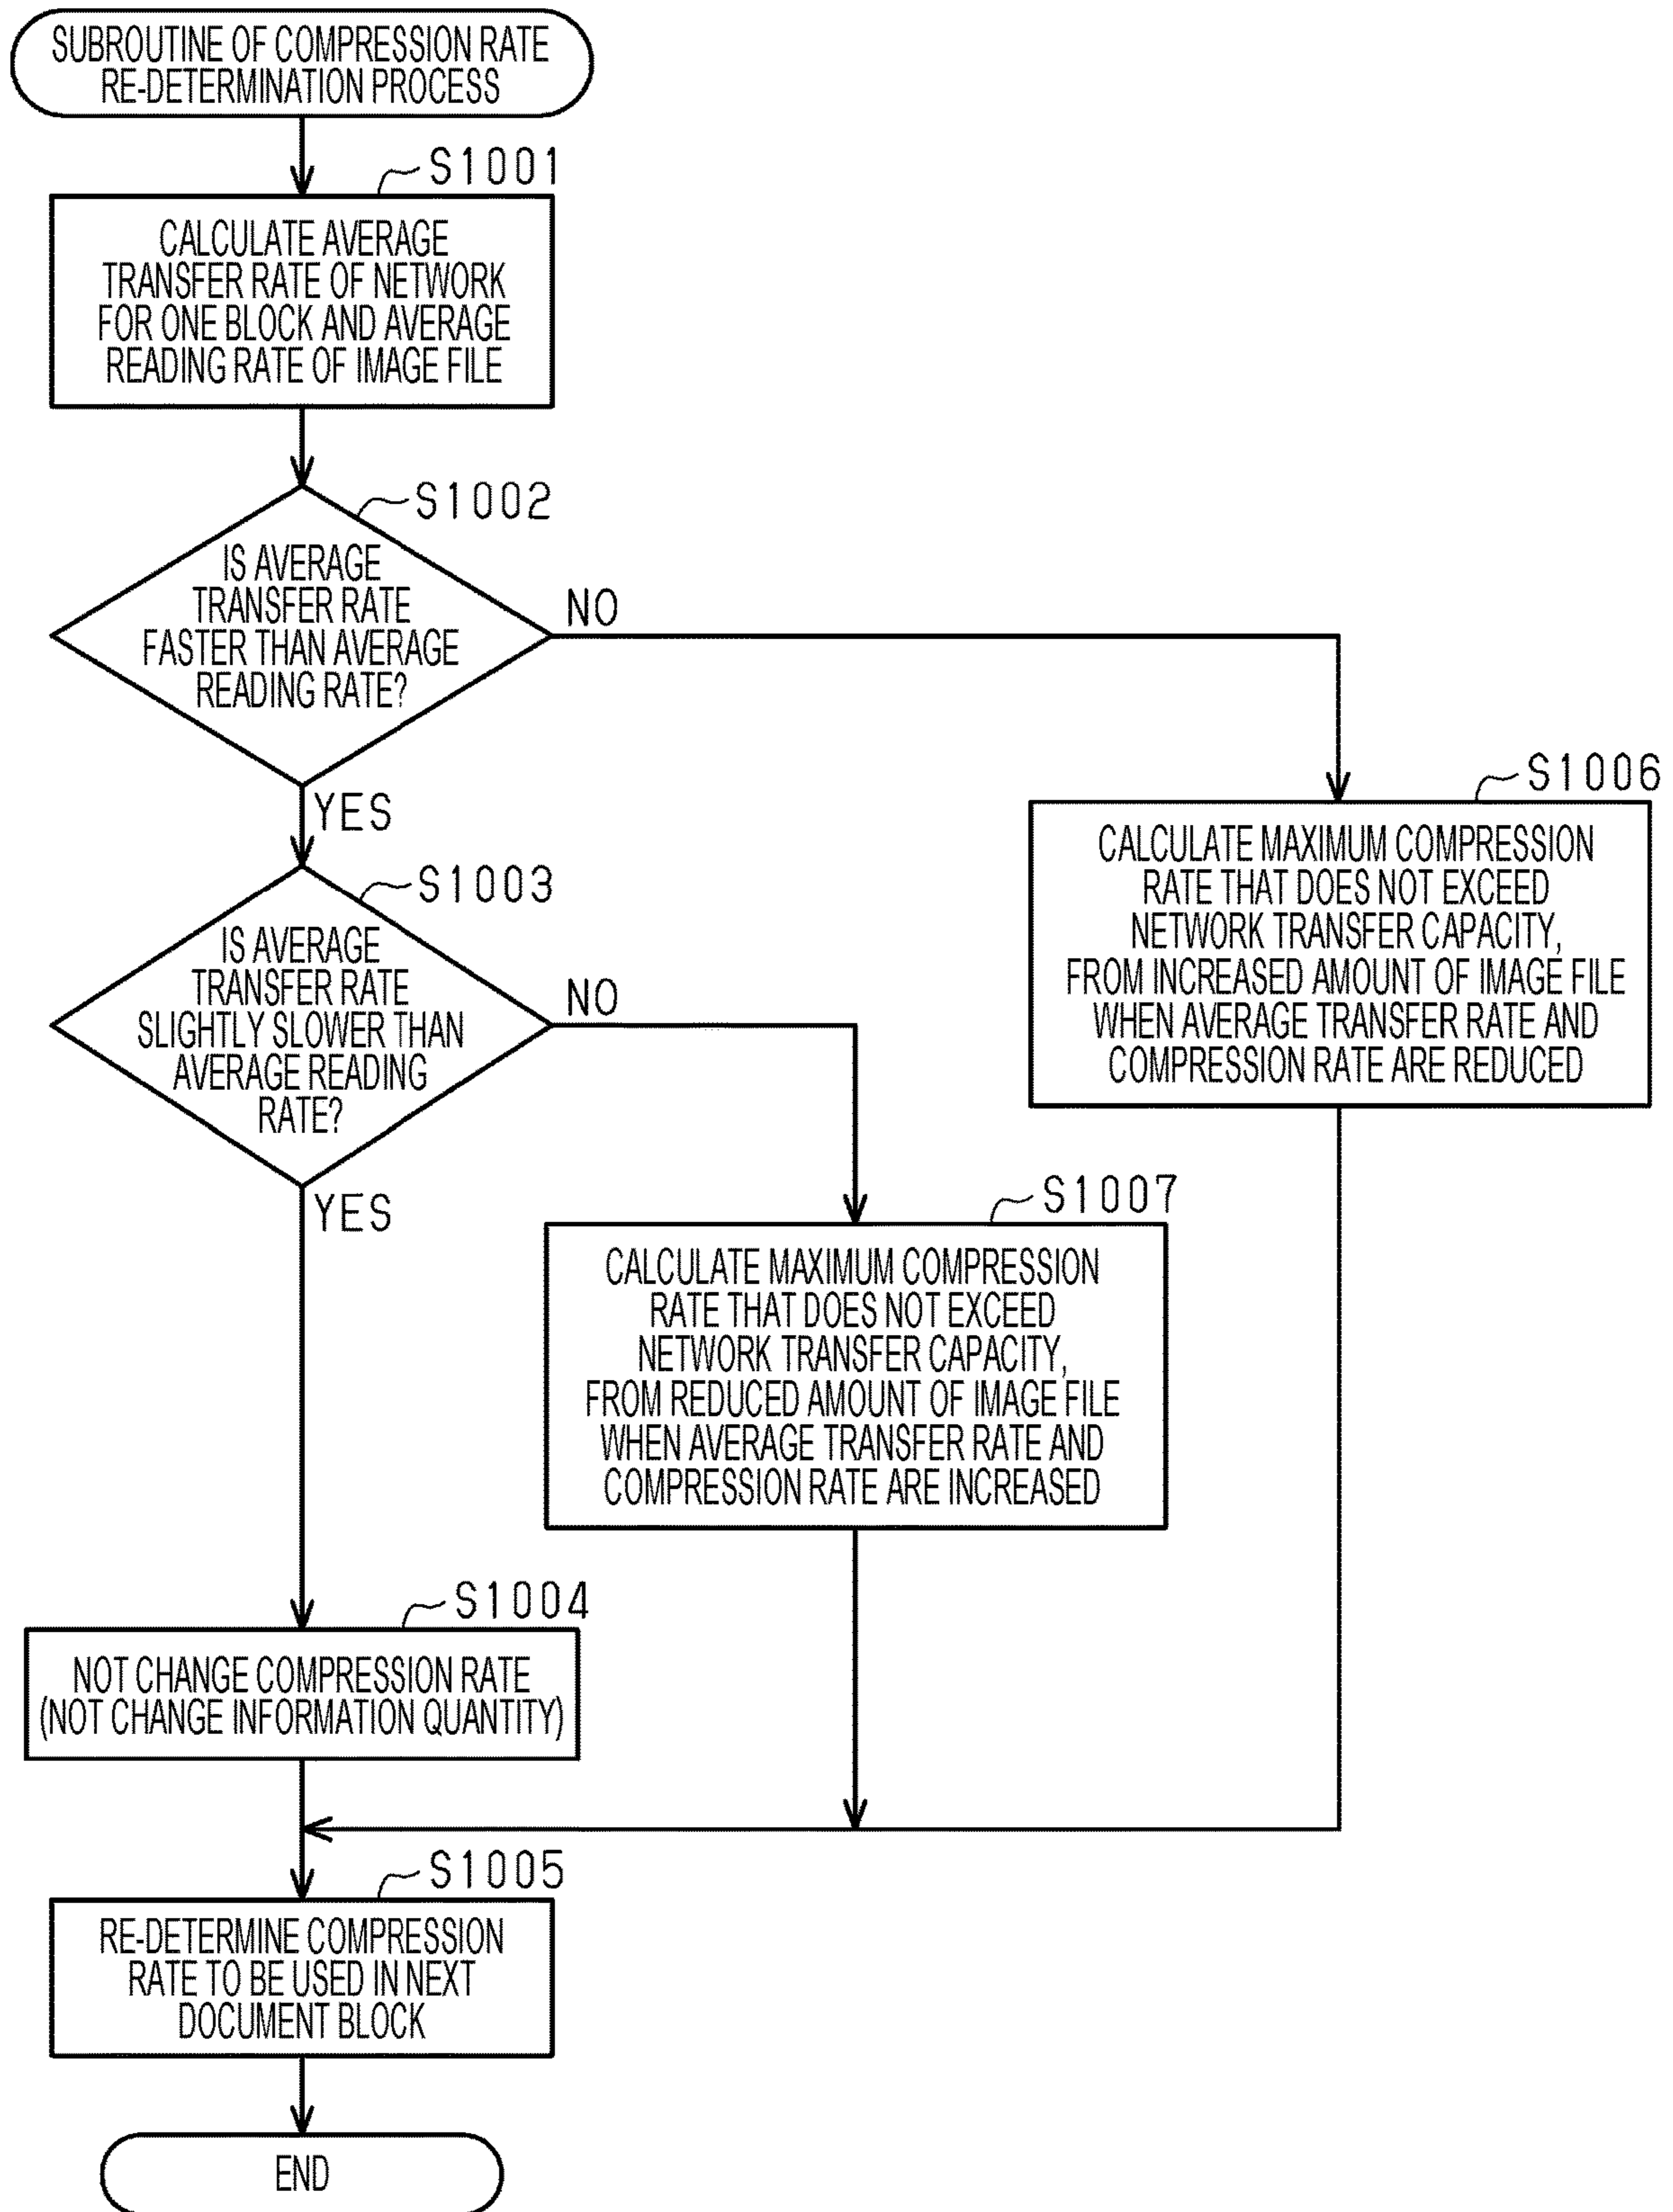 SUBROUTINE OF COMPRESSION RATE
RE-DETERMINATION PROCESS
S1001
CALCULATE AVERAGE
TRANSFER RATE OF NETWORK
FOR ONE BLOCK AND AVERAGE
READING RATE OF IMAGE FILE
S1002
IS AVERAGE
TRANSFER RATE
FASTER THAN AVERAGE
READING RATE?
NO
YES
S1006
CALCULATE MAXIMUM COMPRESSION
RATE THAT DOES NOT EXCEED
NETWORK TRANSFER CAPACITY,
FROM INCREASED AMOUNT OF IMAGE FILE
WHEN AVERAGE TRANSFER RATE AND
COMPRESSION RATE ARE REDUCED
S1003
IS AVERAGE
TRANSFER RATE
SLIGHTLY SLOWER THAN
AVERAGE READING
RATE?
NO
YES
S1007
CALCULATE MAXIMUM COMPRESSION
RATE THAT DOES NOT EXCEED
NETWORK TRANSFER CAPACITY,
FROM REDUCED AMOUNT OF IMAGE FILE
WHEN AVERAGE TRANSFER RATE AND
COMPRESSION RATE ARE INCREASED
S1004
NOT CHANGE COMPRESSION RATE
(NOT CHANGE INFORMATION QUANTITY)
S1005
RE-DETERMINE COMPRESSION
RATE TO BE USED IN NEXT
DOCUMENT BLOCK
END